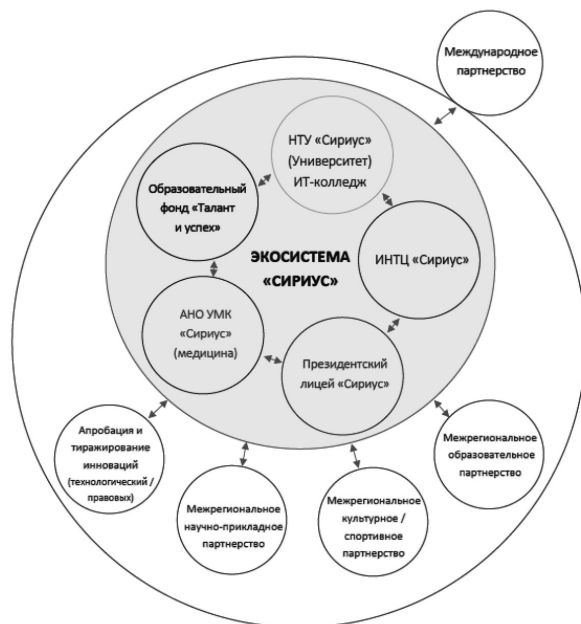 Международное
партнерство
НТУ «Сириус»
(Университет)
ИТ-колледж
Образовательный
фонд «Талант
и успех»
ЭКОСИСТЕМА
«СИРИУС»
ИНТЦ «Сириус»
АНО УМК
«Сириус»
(медицина)
Президентский
лицей «Сириус»
Апробация и
тиражирование
инноваций
(технологический /
правовых)
Межрегиональное
научно-прикладное
партнерство
Межрегиональное
культурное /
спортивное
партнерство
Межрегиональное
образовательное
партнерство